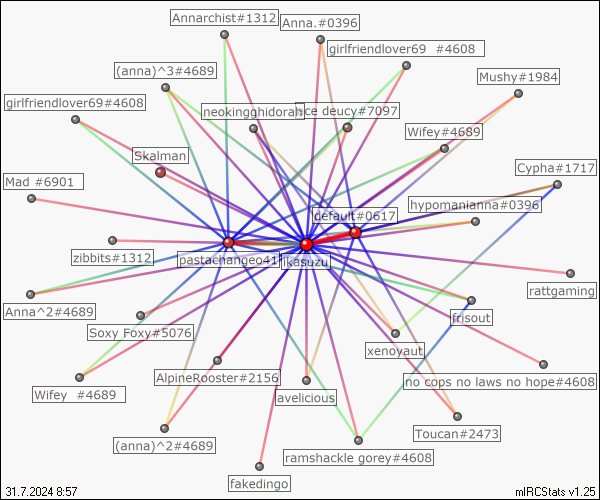 Annarchist#1312
Anna.#0396
girlfriendlover69 #4608
(anna)^3#4689
Mushy#1984
girlfriendlover69#4608
neokingghidorah
deucy#7097
Wifey#4689
Skalman
Cypha#1717
Mad #6901
hypomanianna#0396
default#0617
zibbits#1312
pastachangeo41
ikasuzu
rattgaming
Anna^2#4689
frisout
Soxy Foxy#5076
xenoyaut
AlpineRooster#2156
no cops no laws no hope#4608
Wifey #4689
avelicious
Toucan#2473
(anna)^2#4689
ramshackle gorey#4608
fakedingo
31.7.2024 8:57
mIRCStats v1.25